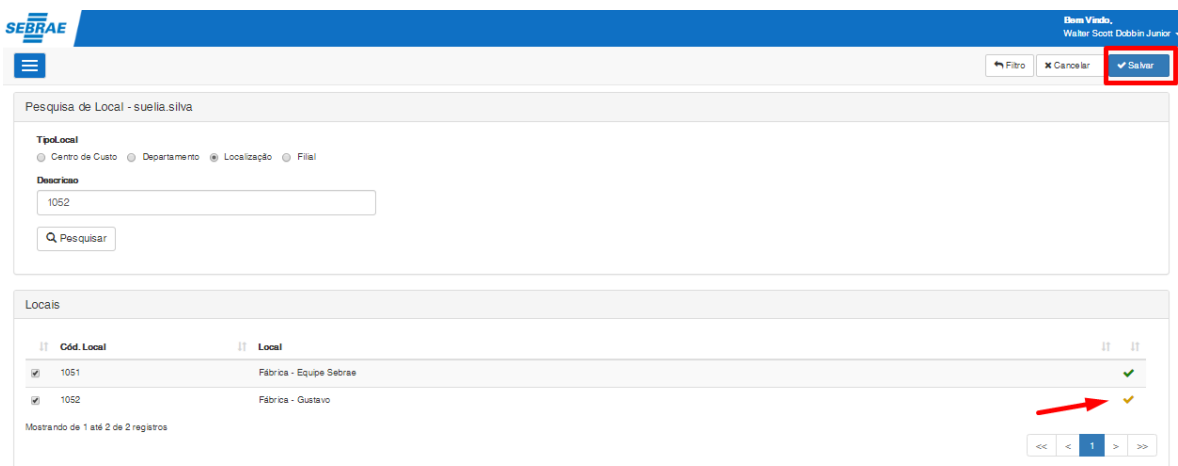 SEBRAE
Bem Vindo,
Walter Scott Dobbin Junior
Filtro Cancelar Salvar
Pesquisa de Local - suelia.silva
TipoLocal
Centro de Custo Departamento Localização Filial
Descricao
1052
Pesquisar
Locais
Cód. Local Local
1051 Fábrica - Equipe Sebrae
1052 Fábrica - Gustavo
Mostrando de 1 até 2 de 2 registros
<< < 1 > >>